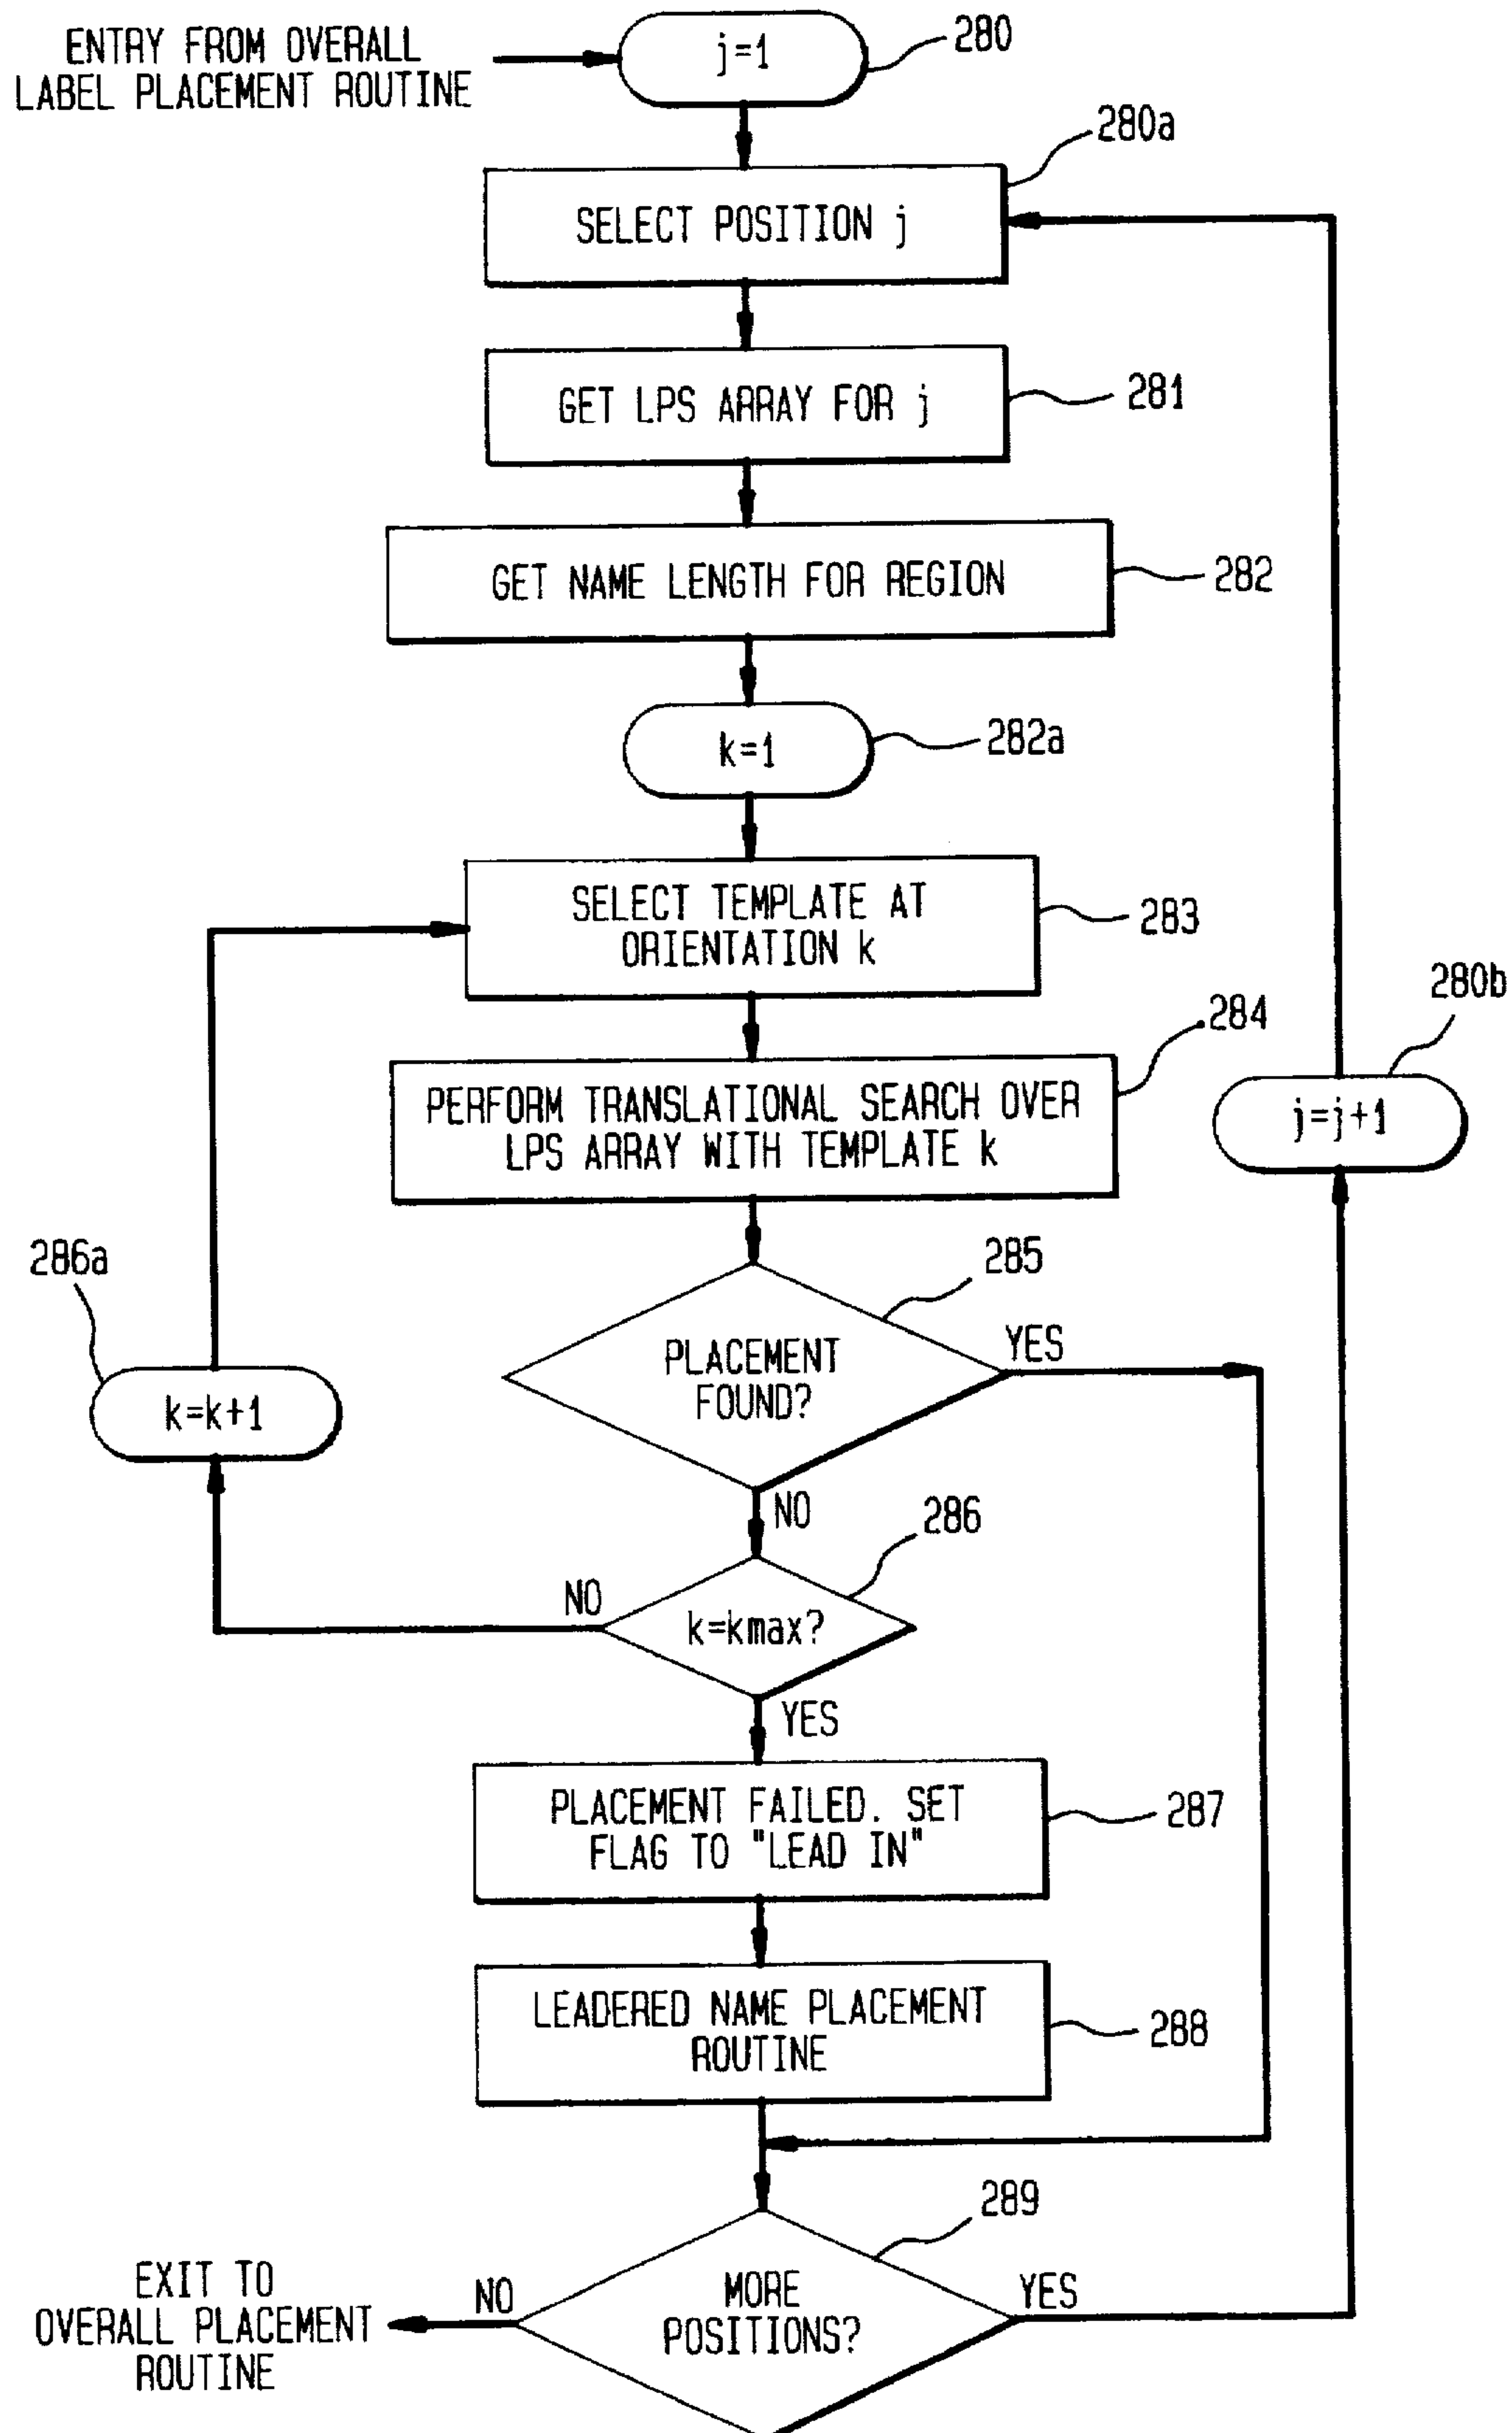 ENTRY FROM OVERALL
LABEL PLACEMENT ROUTINE
j=1
280
280a
SELECT POSITION j
GET LPS ARRAY FOR j
281
GET NAME LENGTH FOR REGION
282
k=1
282a
SELECT TEMPLATE AT
ORIENTATION k
283
280b
284
PERFORM TRANSLATIONAL SEARCH OVER
LPS ARRAY WITH TEMPLATE k
j=j+1
286a
285
PLACEMENT
FOUND?
YES
k=k+1
NO
286
NO
k=kmax?
YES
PLACEMENT FAILED. SET
FLAG TO "LEAD IN"
287
LEADERED NAME PLACEMENT
ROUTINE
288
289
EXIT TO
OVERALL PLACEMENT
ROUTINE
NO
MORE
POSITIONS?
YES